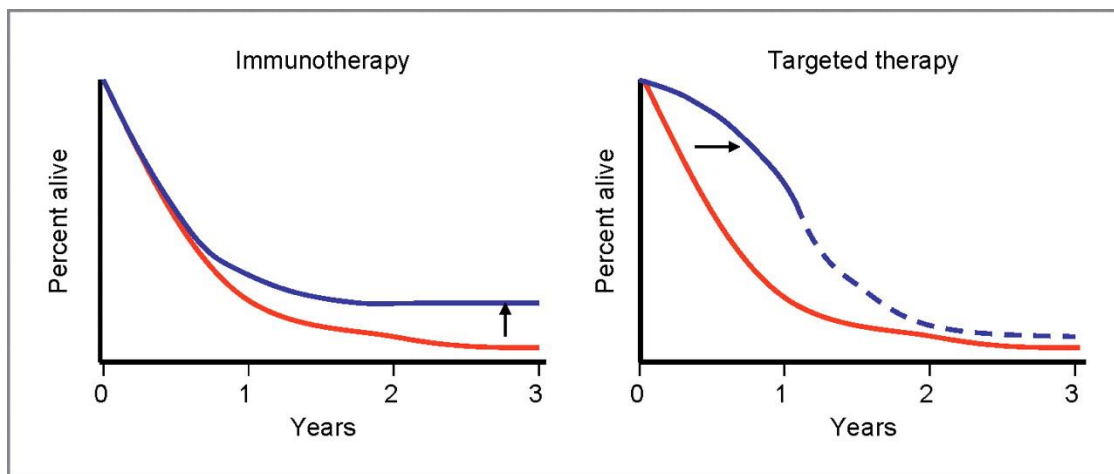 Immunotherapy
Percent alive
0 1 2 3
Years
Targeted therapy
Percent alive
0 1 2 3
Years